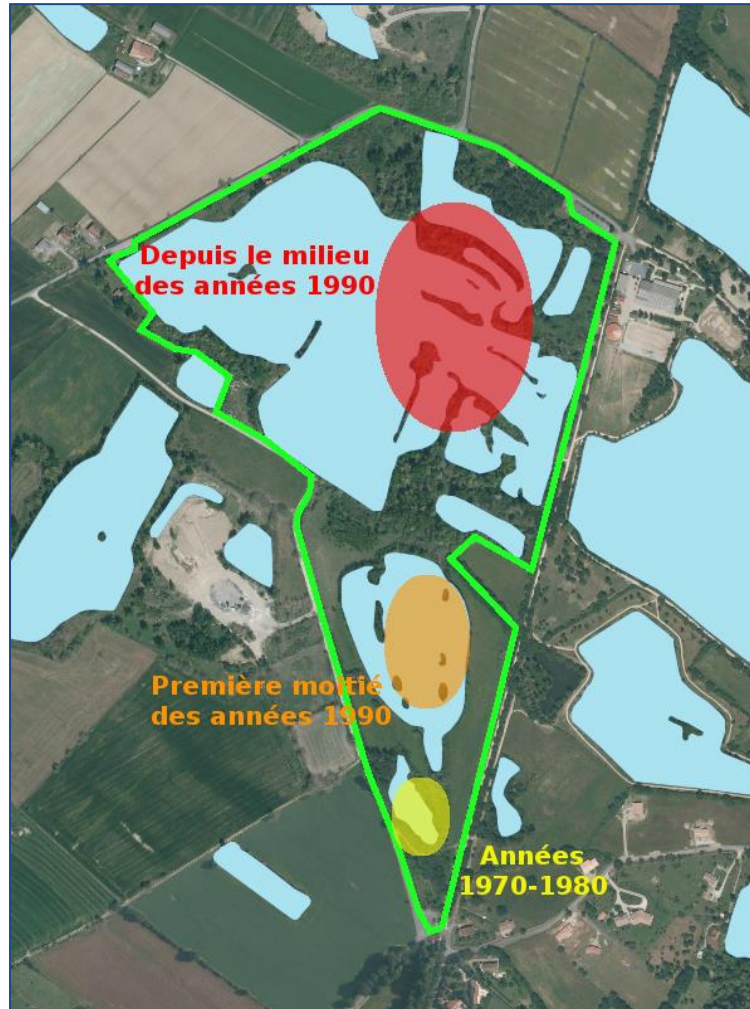 Depuis le milieu
des années 1990
Première moitié
des années 1990
Années
1970-1980